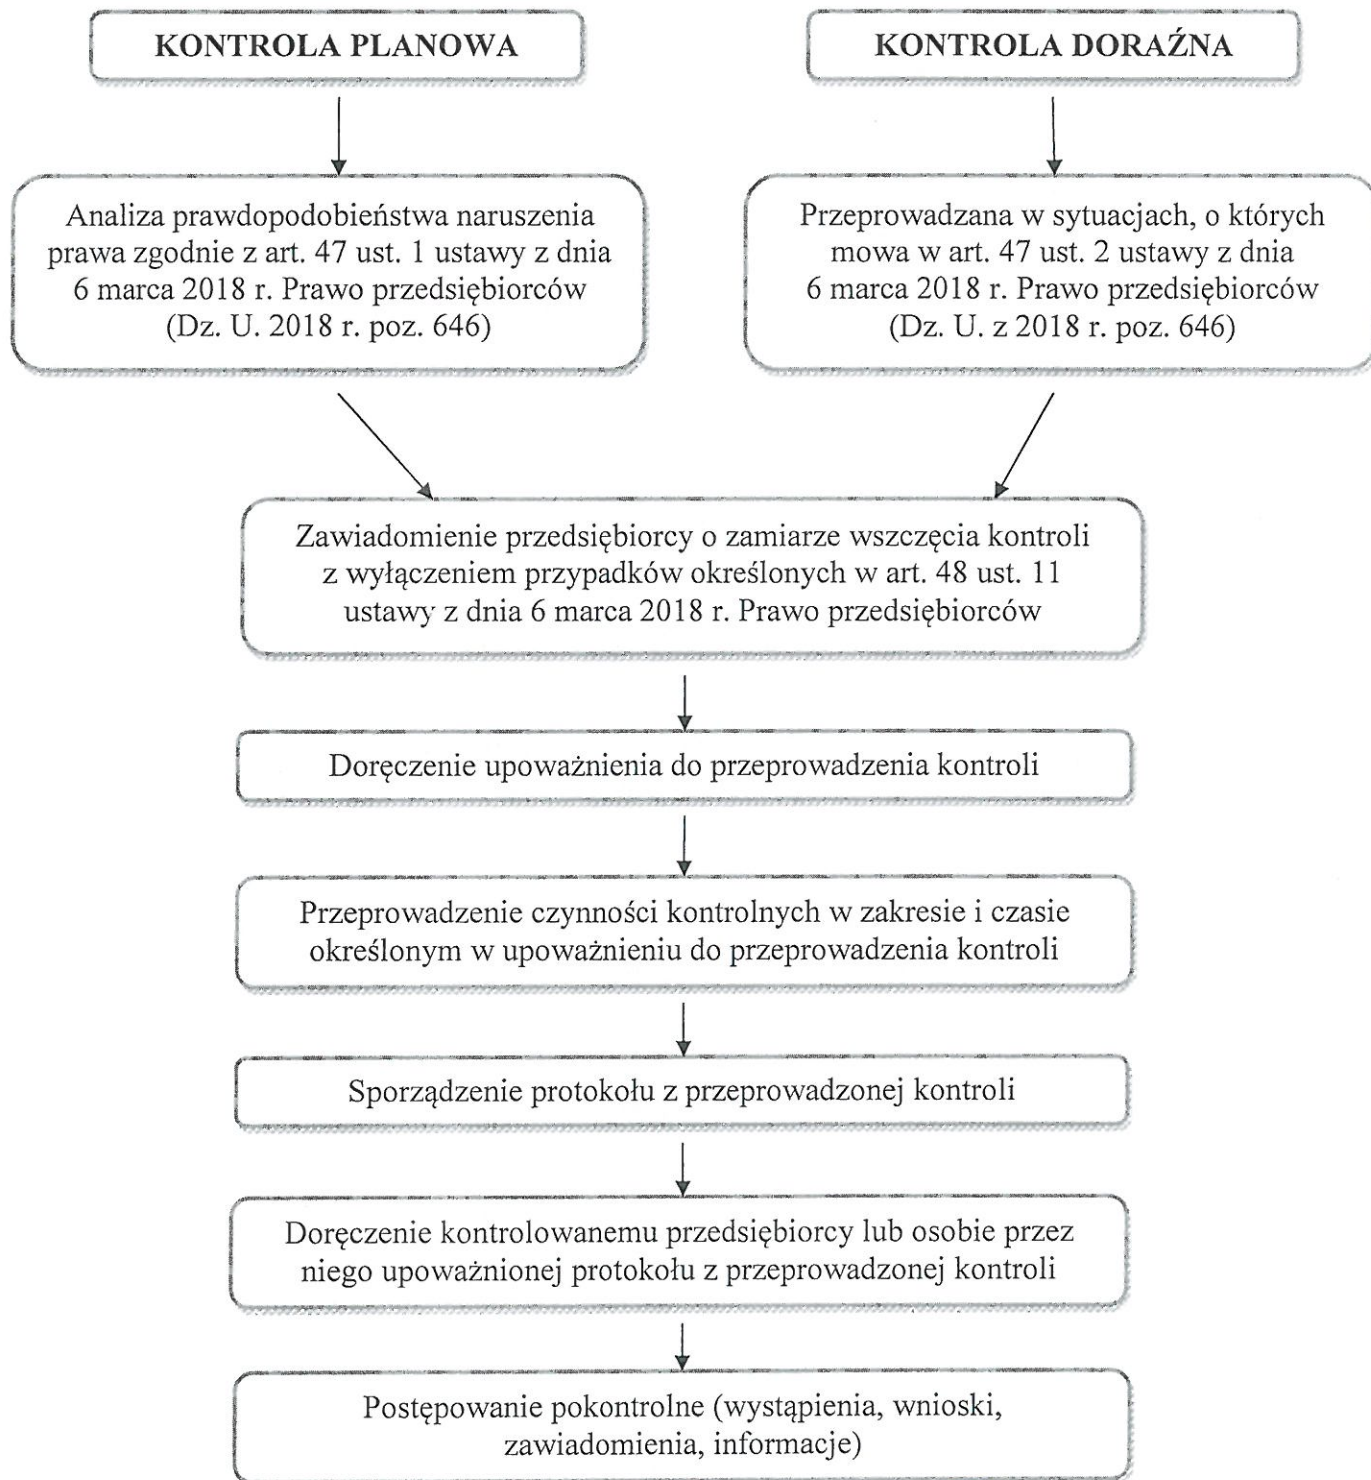 KONTROLA PLANOWA
KONTROLA DORAŹNA
Analiza prawdopodobieństwa naruszenia
prawa zgodnie z art. 47 ust. 1 ustawy z dnia
6 marca 2018 r. Prawo przedsiębiorców
(Dz. U. 2018 r. poz. 646)
Przeprowadzana w sytuacjach, o których
mowa w art. 47 ust. 2 ustawy z dnia
6 marca 2018 r. Prawo przedsiębiorców
(Dz. U. z 2018 r. poz. 646)
Zawiadomienie przedsiębiorcy o zamiarze wszczęcia kontroli
z wyłączeniem przypadków określonych w art. 48 ust. 11
ustawy z dnia 6 marca 2018 r. Prawo przedsiębiorców
Doręczenie upoważnienia do przeprowadzenia kontroli
Przeprowadzenie czynności kontrolnych w zakresie i czasie
określonym w upoważnieniu do przeprowadzenia kontroli
Sporządzenie protokołu z przeprowadzonej kontroli
Doręczenie kontrolowanemu przedsiębiorcy lub osobie przez
niego upoważnionej protokołu z przeprowadzonej kontroli
Postępowanie pokontrolne (wystąpienia, wnioski,
zawiadomienia, informacje)